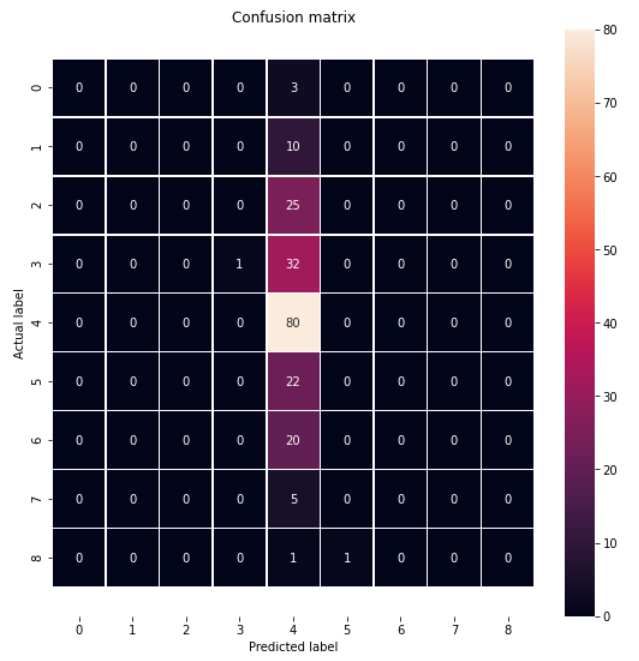 Confusion matrix
Actual label
0 0 0 0 0 3 0 0 0 0
1 0 0 0 0 10 0 0 0 0
2 0 0 0 0 25 0 0 0 0
3 0 0 0 1 32 0 0 0 0
4 0 0 0 0 80 0 0 0 0
5 0 0 0 0 22 0 0 0 0
6 0 0 0 0 20 0 0 0 0
7 0 0 0 0 5 0 0 0 0
8 0 0 0 0 1 1 0 0 0
0 1 2 3 4 5 6 7 8
Predicted label
80
70
60
50
40
30
20
10
0